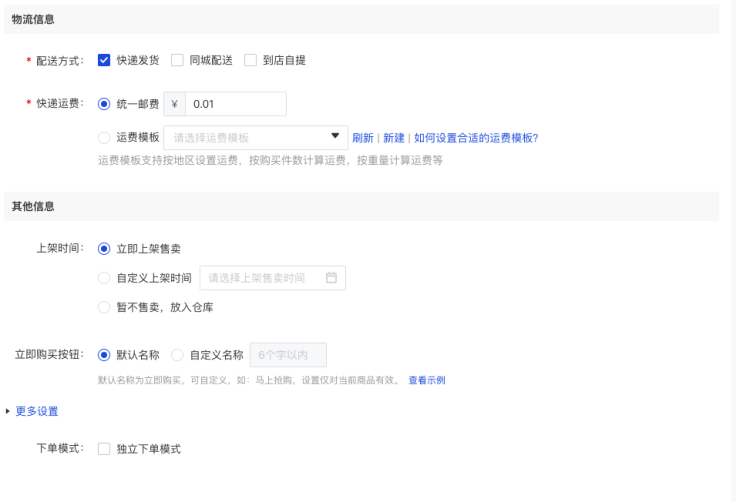 物流信息
* 配送方式: 快递发货 同城配送 到店自提
* 快递运费: 统一邮费 ¥ 0.01
运费模板 请选择运费模板 刷新 | 新建 | 如何设置合适的运费模板?
运费模板支持按地区设置运费, 按购买件数计算运费, 按重量计算运费等
其他信息
上架时间: 立即上架售卖
自定义上架时间 请选择上架售卖时间
暂不售卖, 放入仓库
立即购买按钮: 默认名称 自定义名称 6个字以内
默认名称为立即购买, 可自定义, 如: 马上抢购, 设置仅对当前商品有效。 查看示例
更多设置
下单模式: 独立下单模式